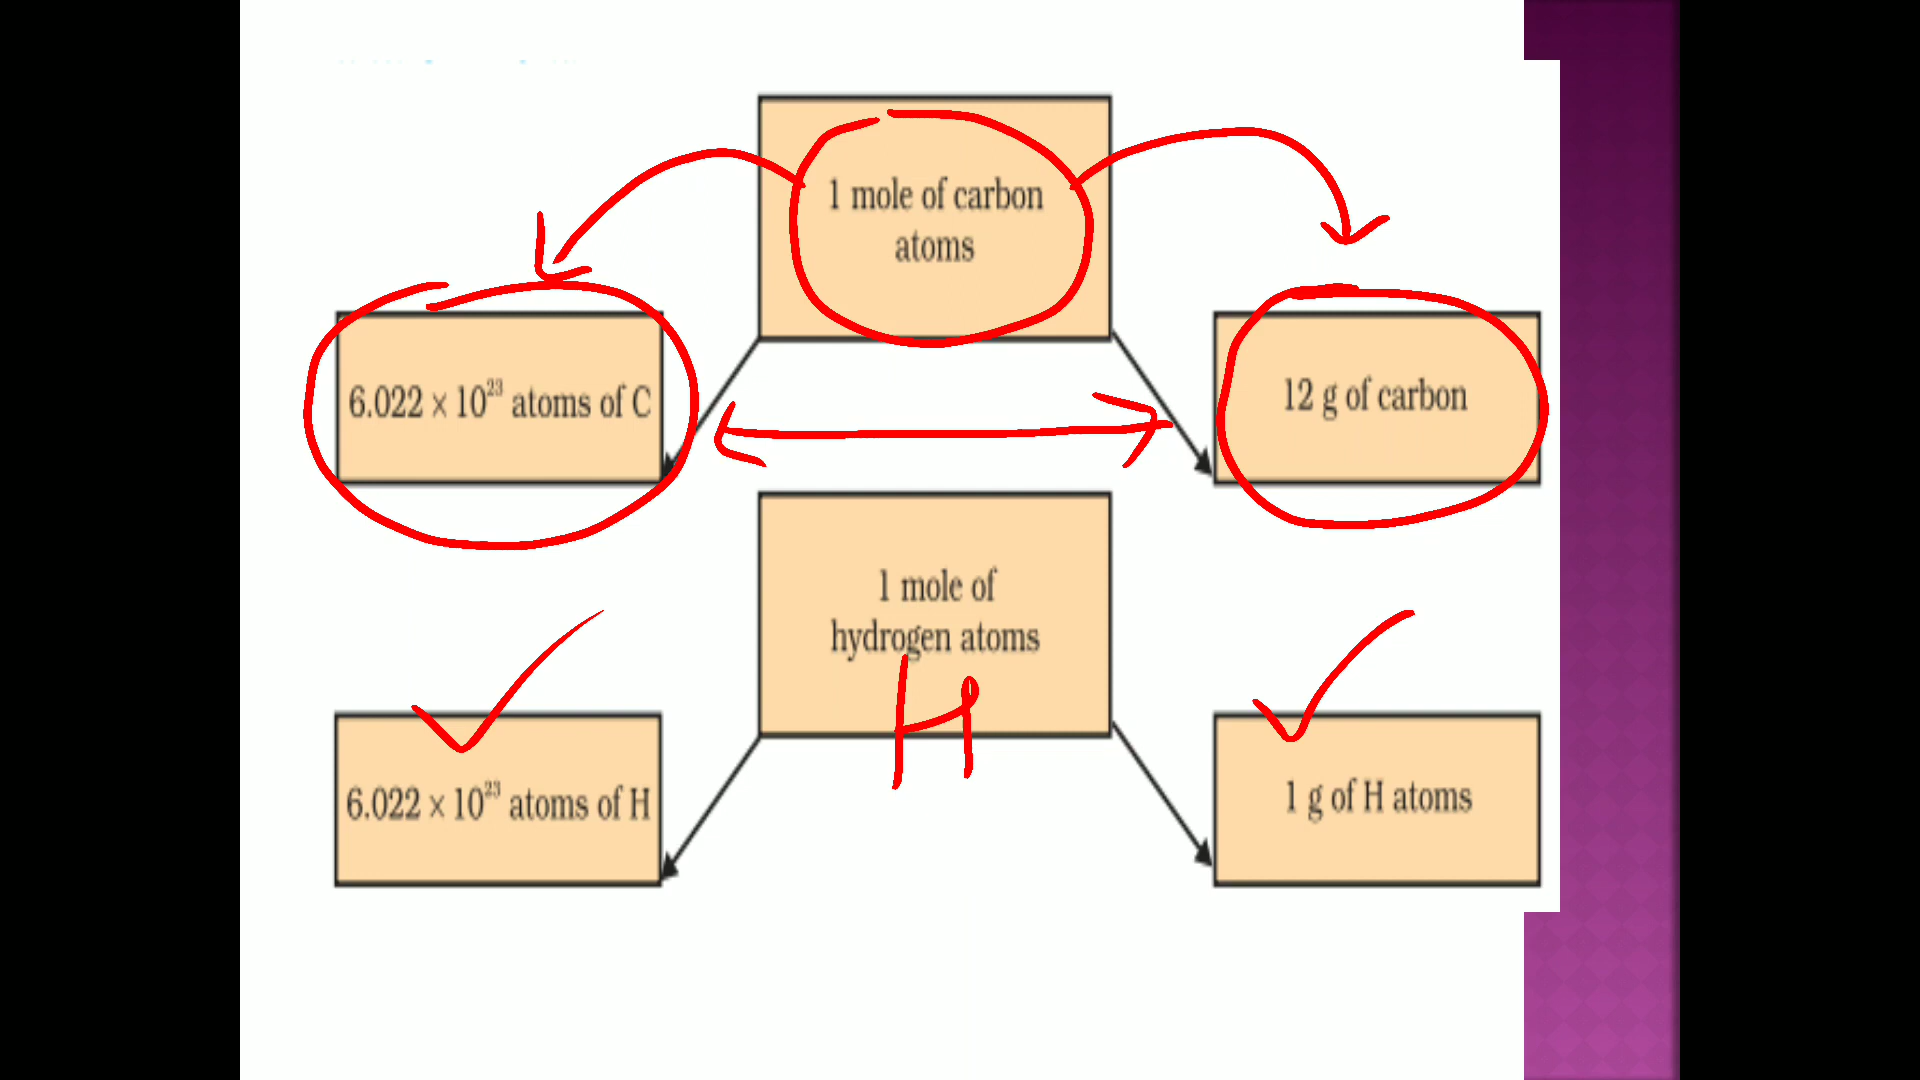 1 mole of carbon
atoms
6.022 × 10²³ atoms of C
12 g of carbon
1 mole of
hydrogen atoms
H
6.022 × 10²³ atoms of H
1 g of H atoms